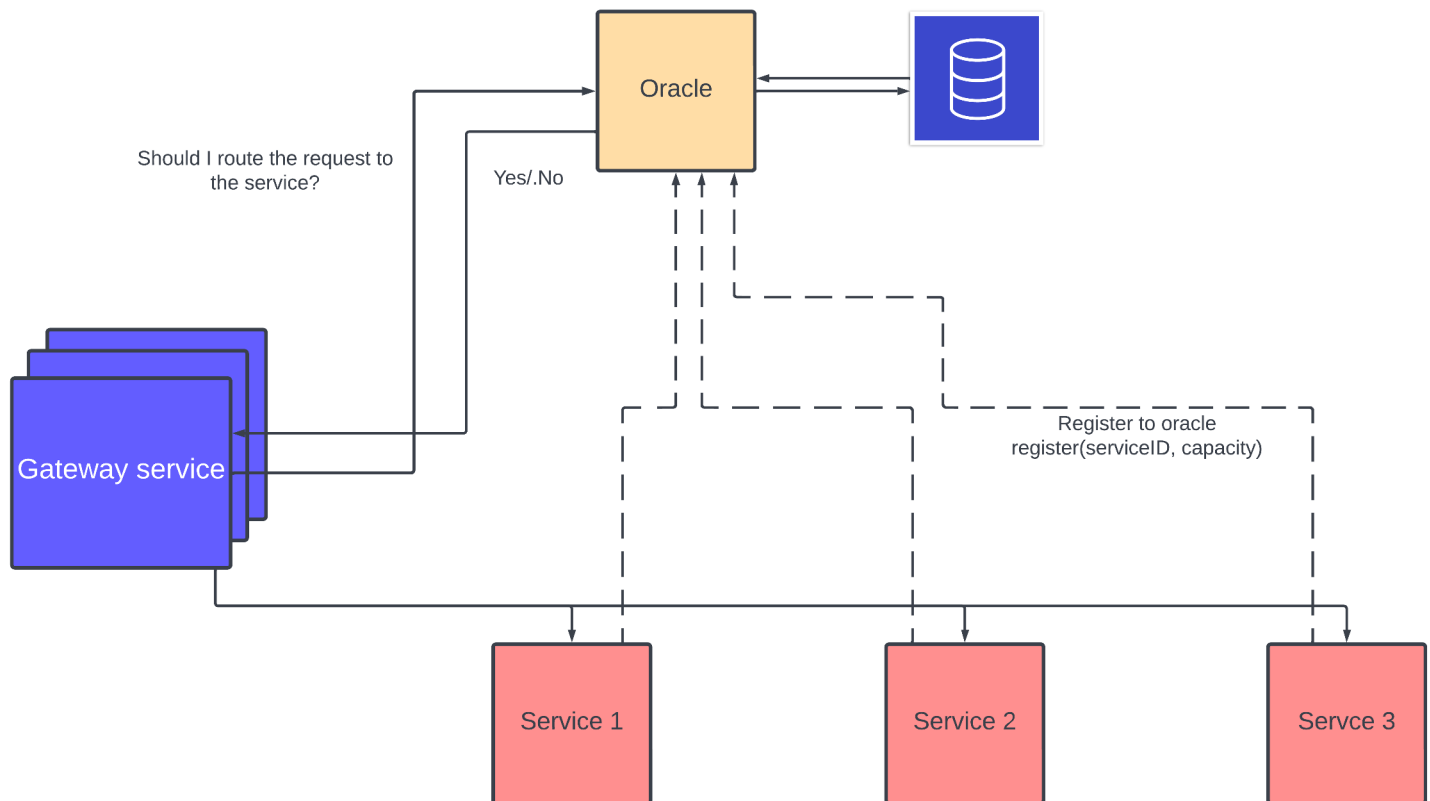 Oracle
Should I route the request to
the service?
Yes/.No
Gateway service
Register to oracle
register(serviceID, capacity)
Service 1
Service 2
Servce 3